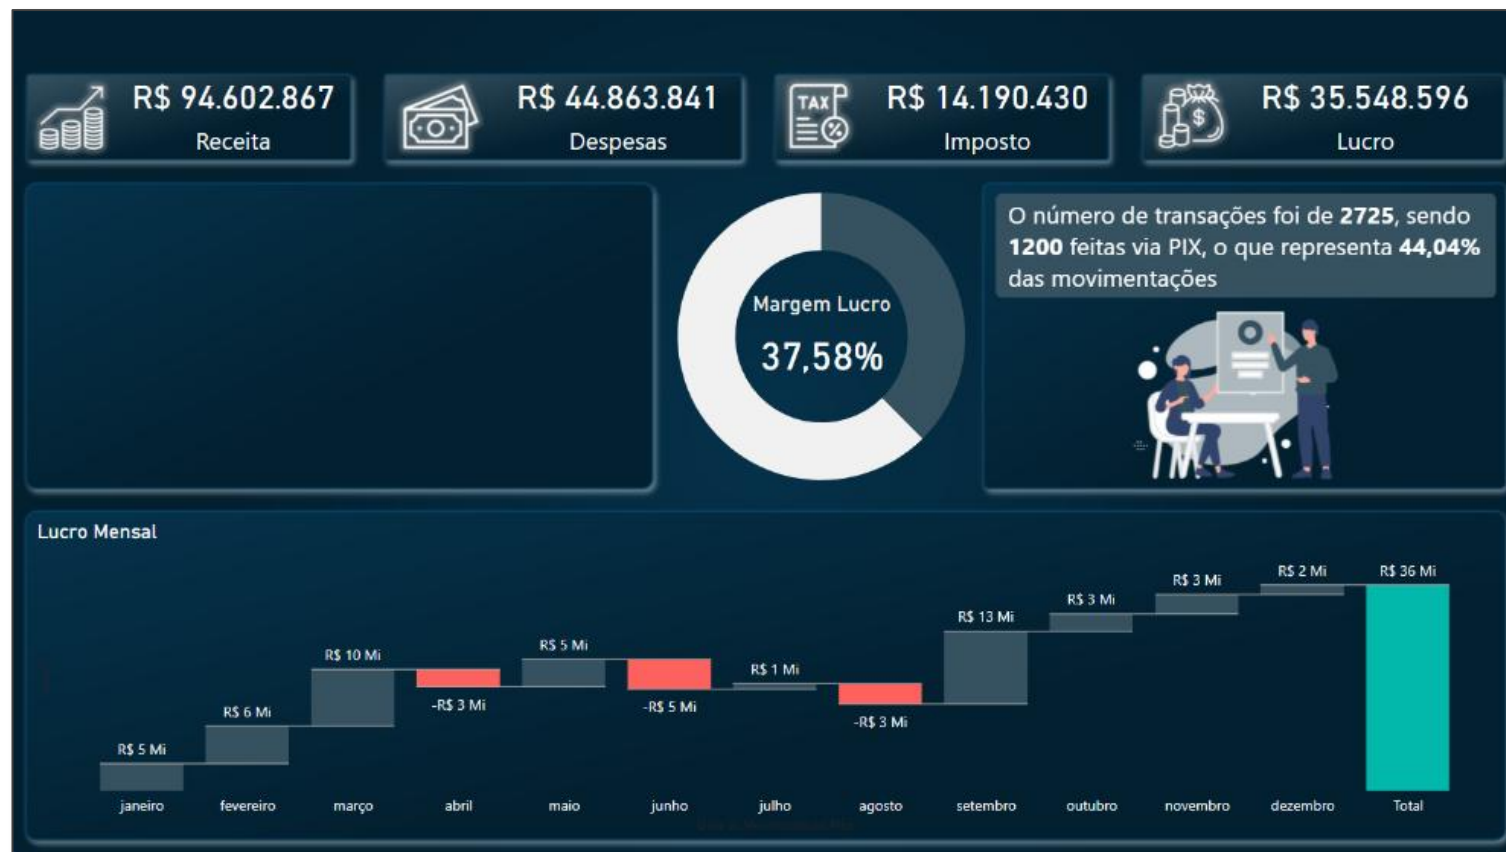 R$ 94.602.867
Receita
R$ 44.863.841
Despesas
TAX
R$ 14.190.430
Imposto
$
R$ 35.548.596
Lucro
Margem Lucro
37,58%
O número de transações foi de 2725, sendo
1200 feitas via PIX, o que representa 44,04%
das movimentações
Lucro Mensal
R$ 5 Mi
R$ 6 Mi
R$ 10 Mi
-R$ 3 Mi
R$ 5 Mi
-R$ 5 Mi
R$ 1 Mi
-R$ 3 Mi
R$ 13 Mi
R$ 3 Mi
R$ 3 Mi
R$ 2 Mi
R$ 36 Mi
janeiro fevereiro março abril maio junho julho agosto setembro outubro novembro dezembro Total